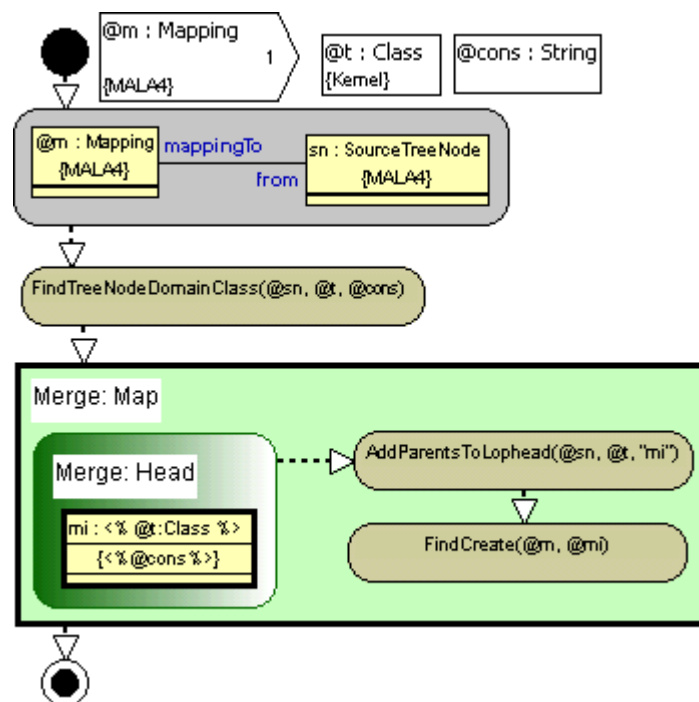 @m : Mapping
1
{MALA4}
@t : Class
{Kernel}
@cons : String
@m : Mapping
{MALA4}
mappingTo
from
sn : SourceTreeNode
{MALA4}
FindTreeNodeDomainClass(@sn, @t, @cons)
Merge: Map
Merge: Head
mi : <% @t:Class %>
{<% @cons %>}
AddParentsToLophead(@sn, @t, "mi")
FindCreate(@m, @mi)